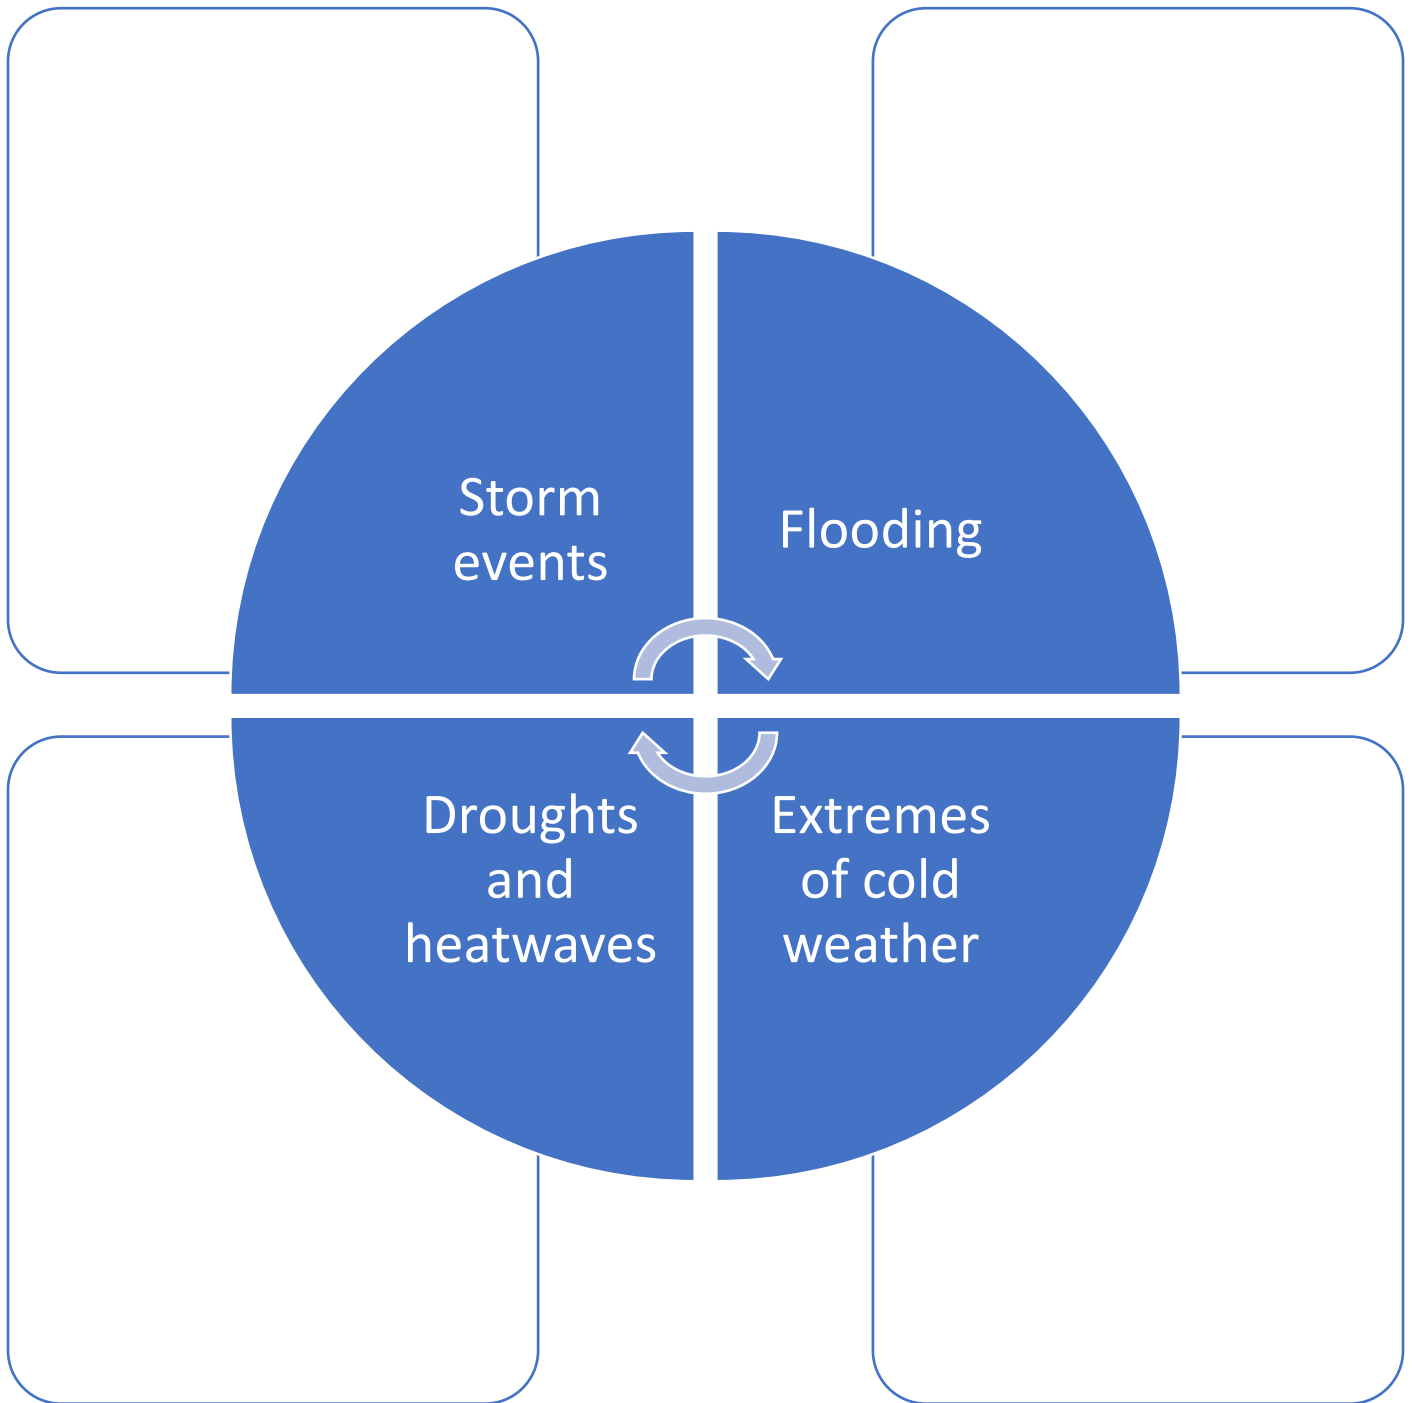 Storm
events
Flooding
Droughts
and
heatwaves
Extremes
of cold
weather